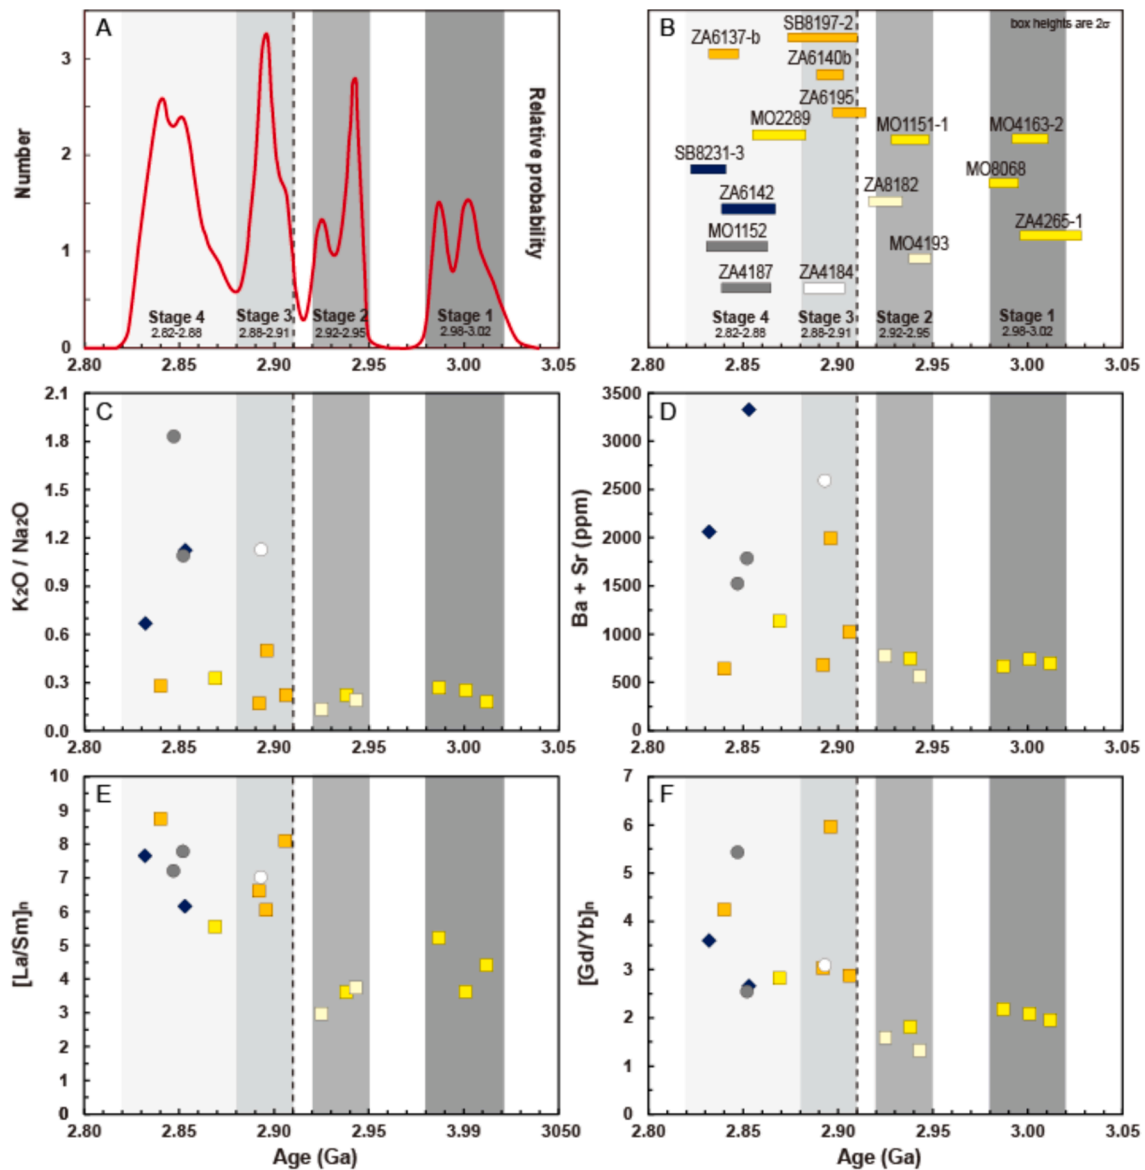 A
3
2
1
0
Number
Relative probability
Stage 4
2.82-2.88
Stage 3
2.88-2.91
Stage 2
2.92-2.95
Stage 1
2.98-3.02
2.80 2.85 2.90 2.95 3.00 3.05
B
box heights are 2σ
SB8197-2
ZA6137-b
ZA6140b
ZA6195
MO2289
MO1151-1
MO4163-2
SB8231-3
MO8068
ZA6142
ZA8182
ZA4265-1
MO1152
MO4193
ZA4187
ZA4184
Stage 4
2.82-2.88
Stage 3
2.88-2.91
Stage 2
2.92-2.95
Stage 1
2.98-3.02
2.80 2.85 2.90 2.95 3.00 3.05
C
2.1
1.8
1.5
1.2
0.9
0.6
0.3
0.0
K₂O / Na₂O
2.80 2.85 2.90 2.95 3.00 3.05
D
3500
3000
2500
2000
1500
1000
500
0
Ba + Sr (ppm)
2.80 2.85 2.90 2.95 3.00 3.05
E
10
9
8
7
6
5
4
3
2
1
0
[La/Sm]n
2.80 2.85 2.90 2.95 3.99 3050
Age (Ga)
F
7
6
5
4
3
2
1
0
[Gd/Yb]n
2.80 2.85 2.90 2.95 3.00 3.05
Age (Ga)